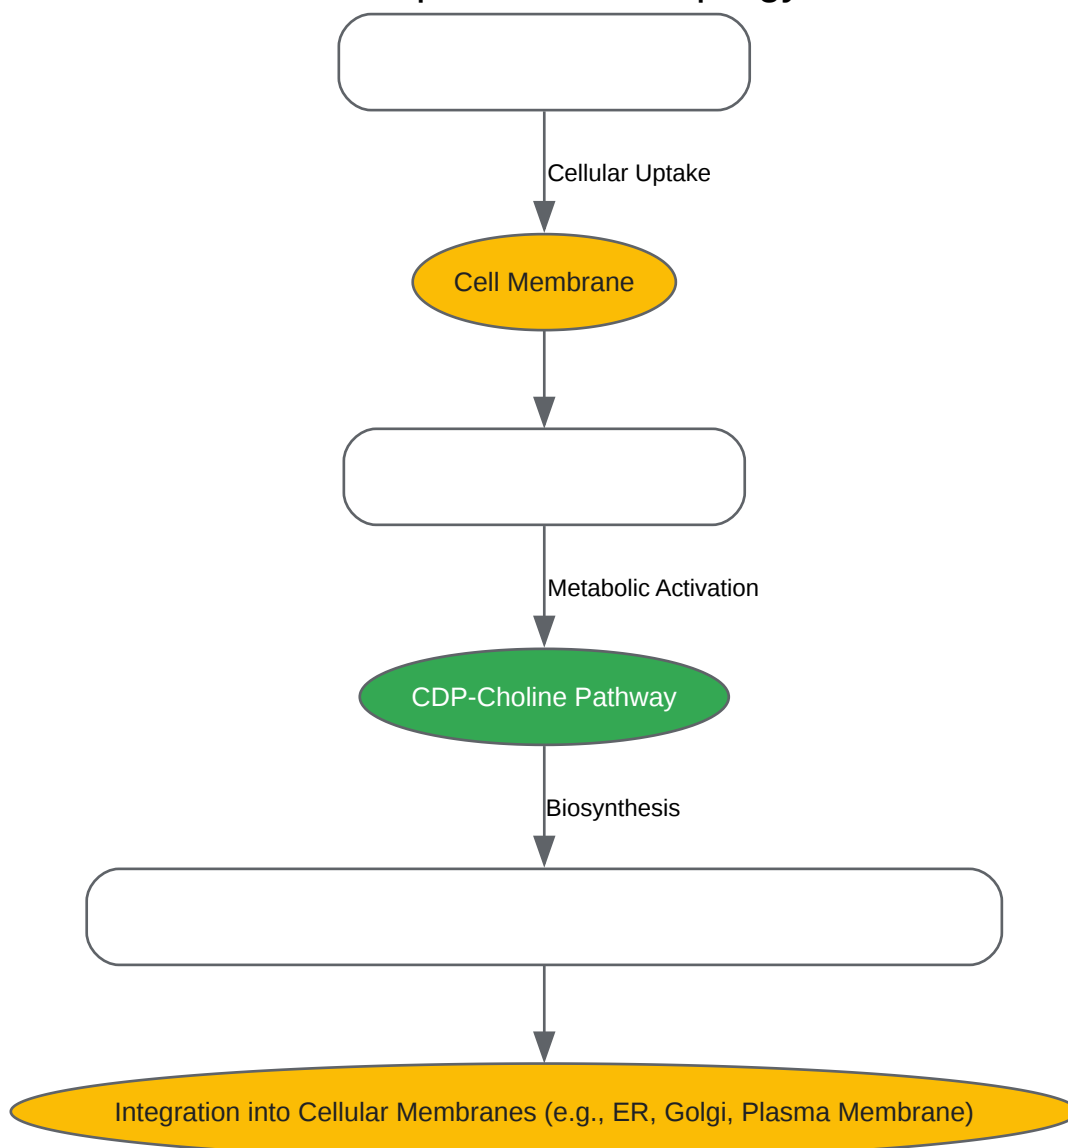 Cellular Uptake
Cell Membrane
Metabolic Activation
CDP-Choline Pathway
Biosynthesis
Integration into Cellular Membranes (e.g., ER, Golgi, Plasma Membrane)